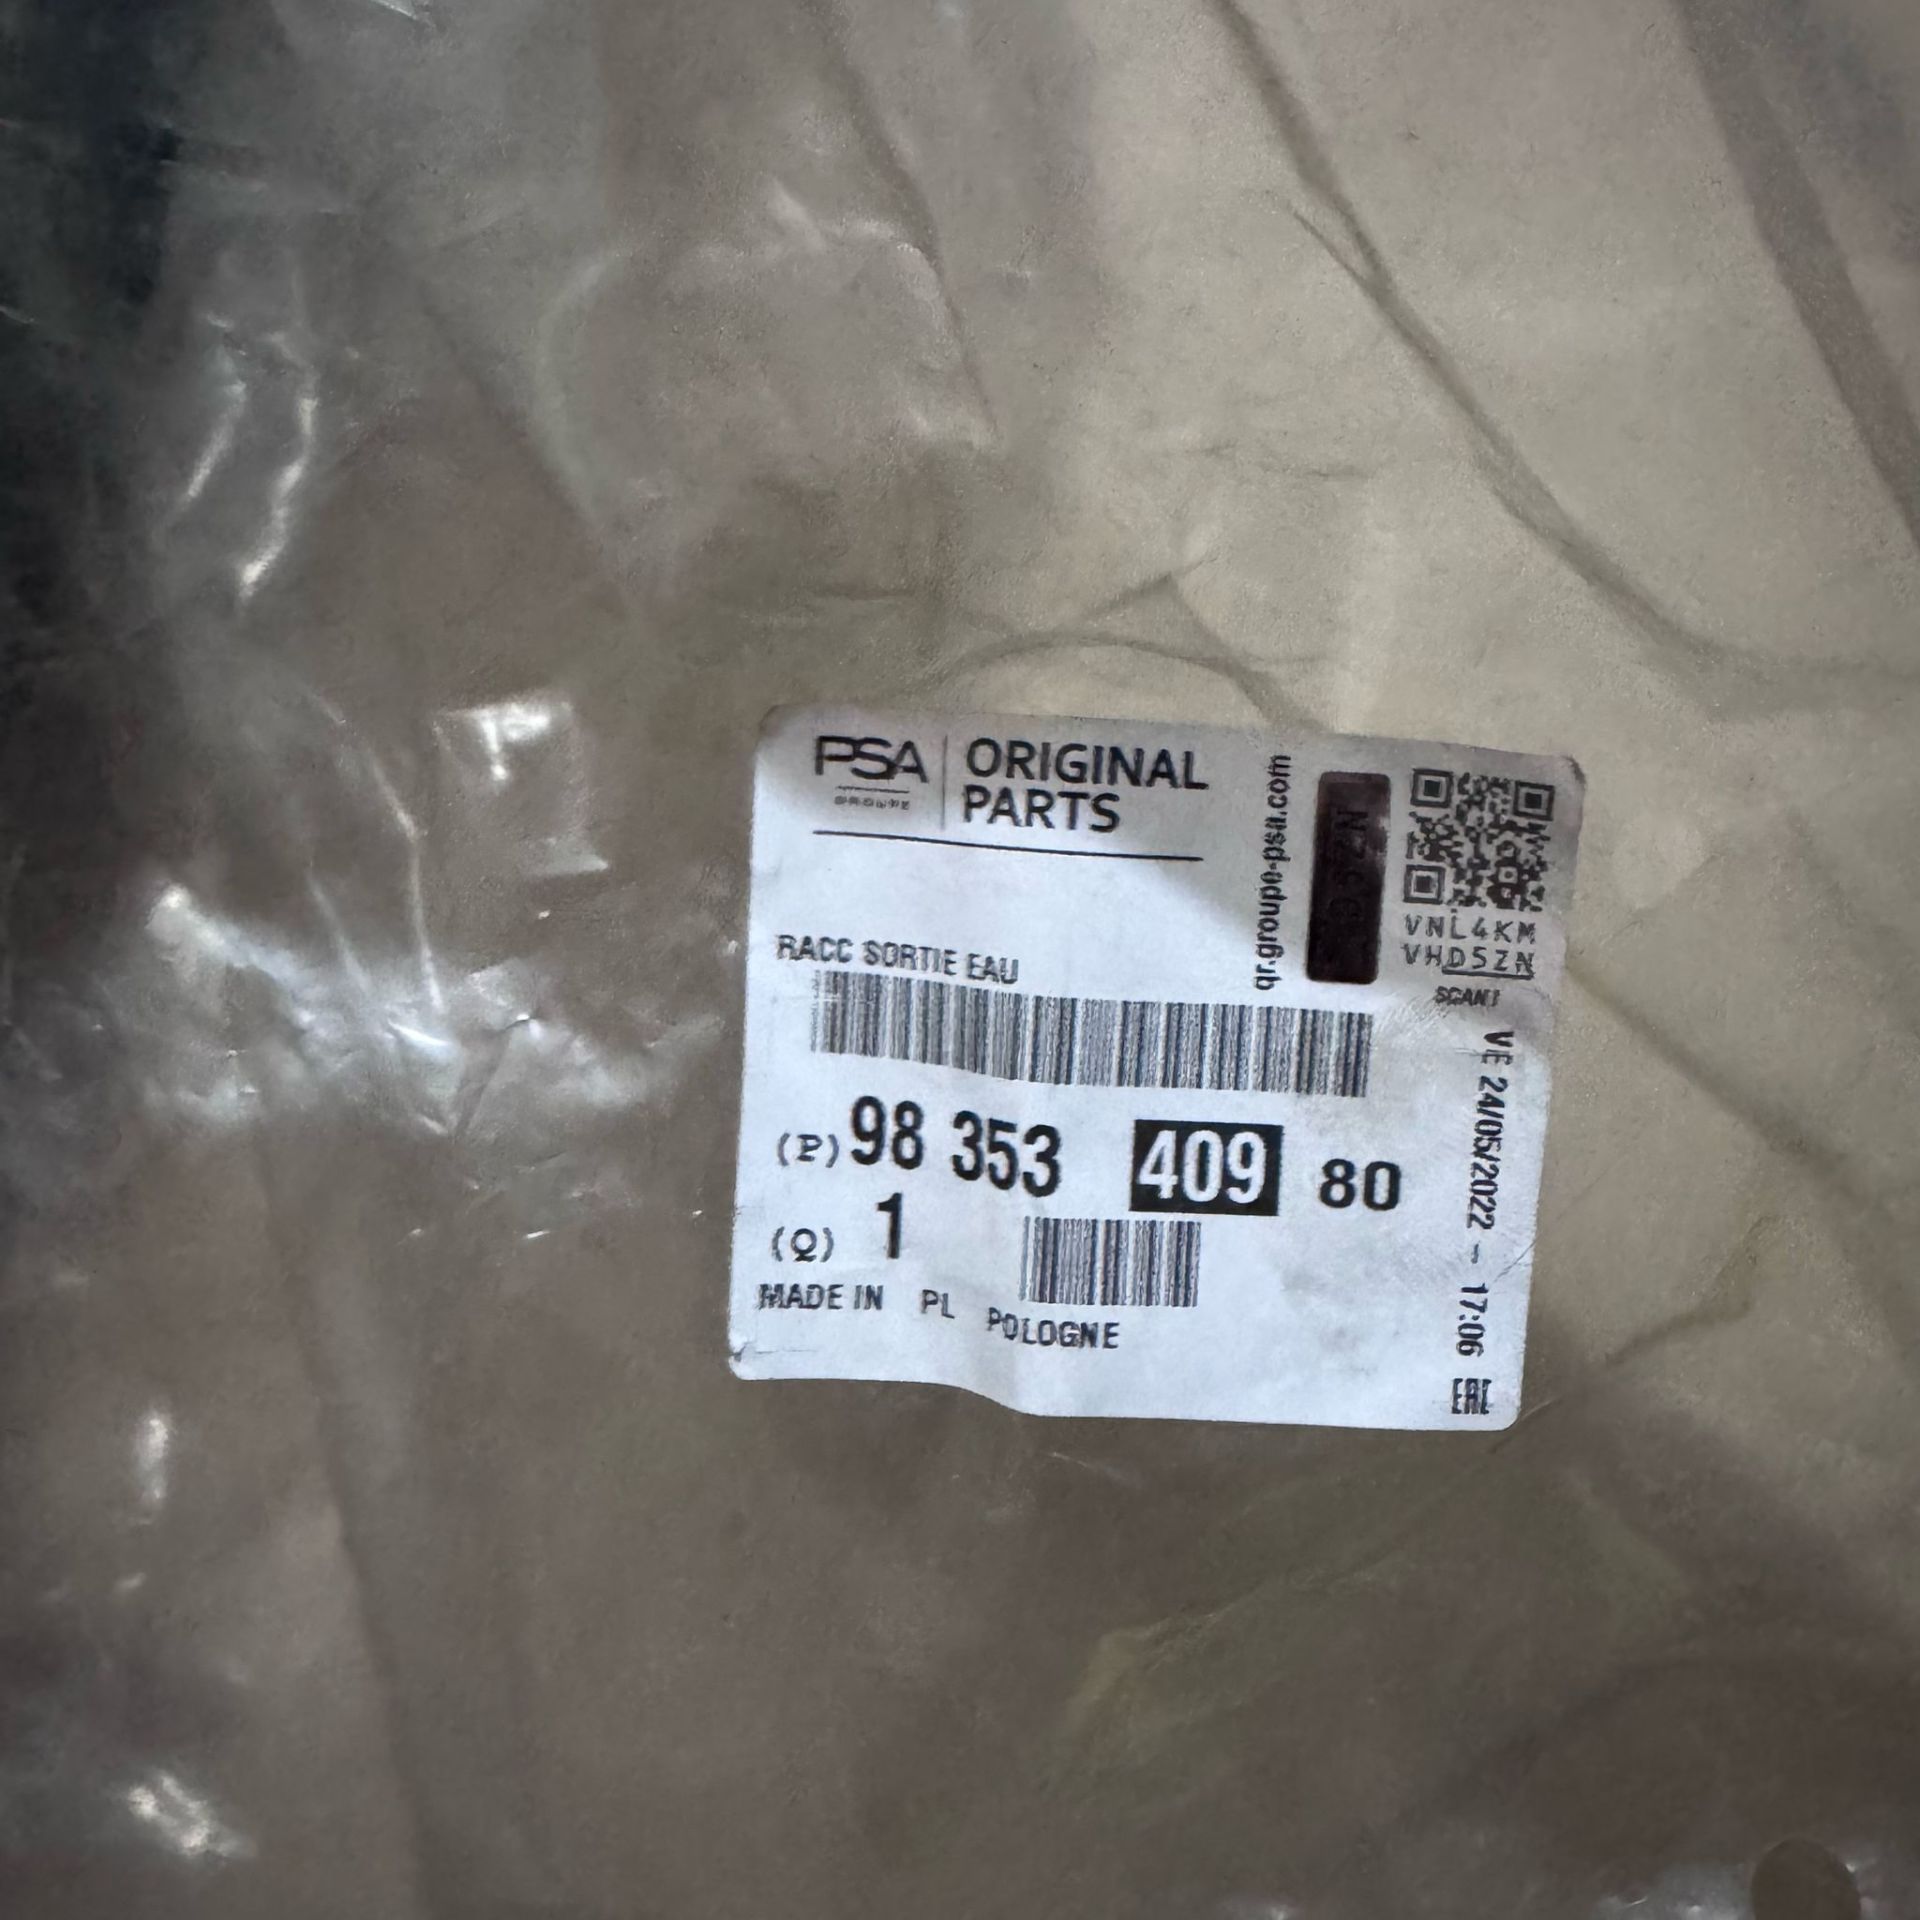 PSA
GROUPE
ORIGINAL
PARTS
qr.groupe-psa.com
VNL4KM
VHD5ZN
SCAN!
RACC SORTIE EAU
(P) 98 353 409 80
(Q) 1
MADE IN PL POLOGNE
VE 24/05/2022 - 17:06
EAC